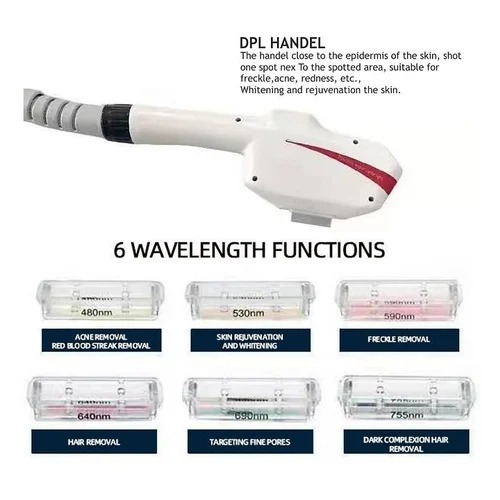 DPL HANDEL
The handel close to the epidermis of the skin, shot
one spot nex To the spotted area, suitable for
freckle,acne, redness, etc.,
Whitening and rejuvenation the skin.
6 WAVELENGTH FUNCTIONS
480nm
530nm
590nm
ACNE REMOVAL
RED BLOOD STREAK REMOVAL
SKIN REJUVENATION
AND WHITENING
FRECKLE REMOVAL
640nm
690nm
755nm
HAIR REMOVAL
TARGETING FINE PORES
DARK COMPLEXION HAIR
REMOVAL